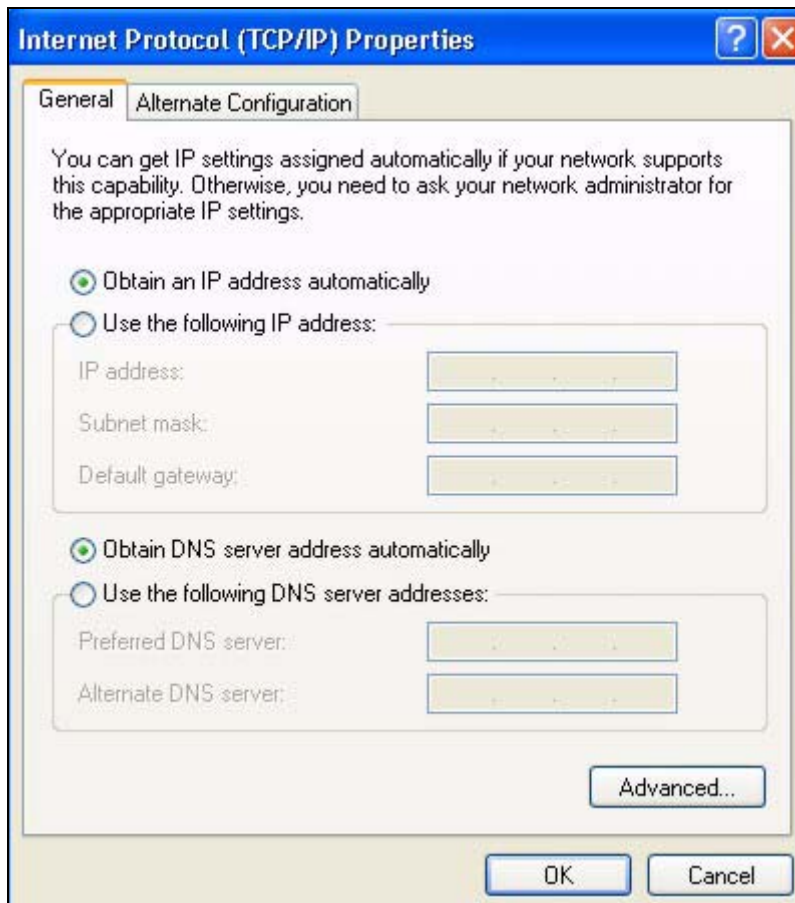 Internet Protocol (TCP/IP) Properties
General
Alternate Configuration
You can get IP settings assigned automatically if your network supports
this capability. Otherwise, you need to ask your network administrator for
the appropriate IP settings.
Obtain an IP address automatically
Use the following IP address:
IP address:
Subnet mask:
Default gateway:
Obtain DNS server address automatically
Use the following DNS server addresses:
Preferred DNS server:
Alternate DNS server:
Advanced...
OK
Cancel